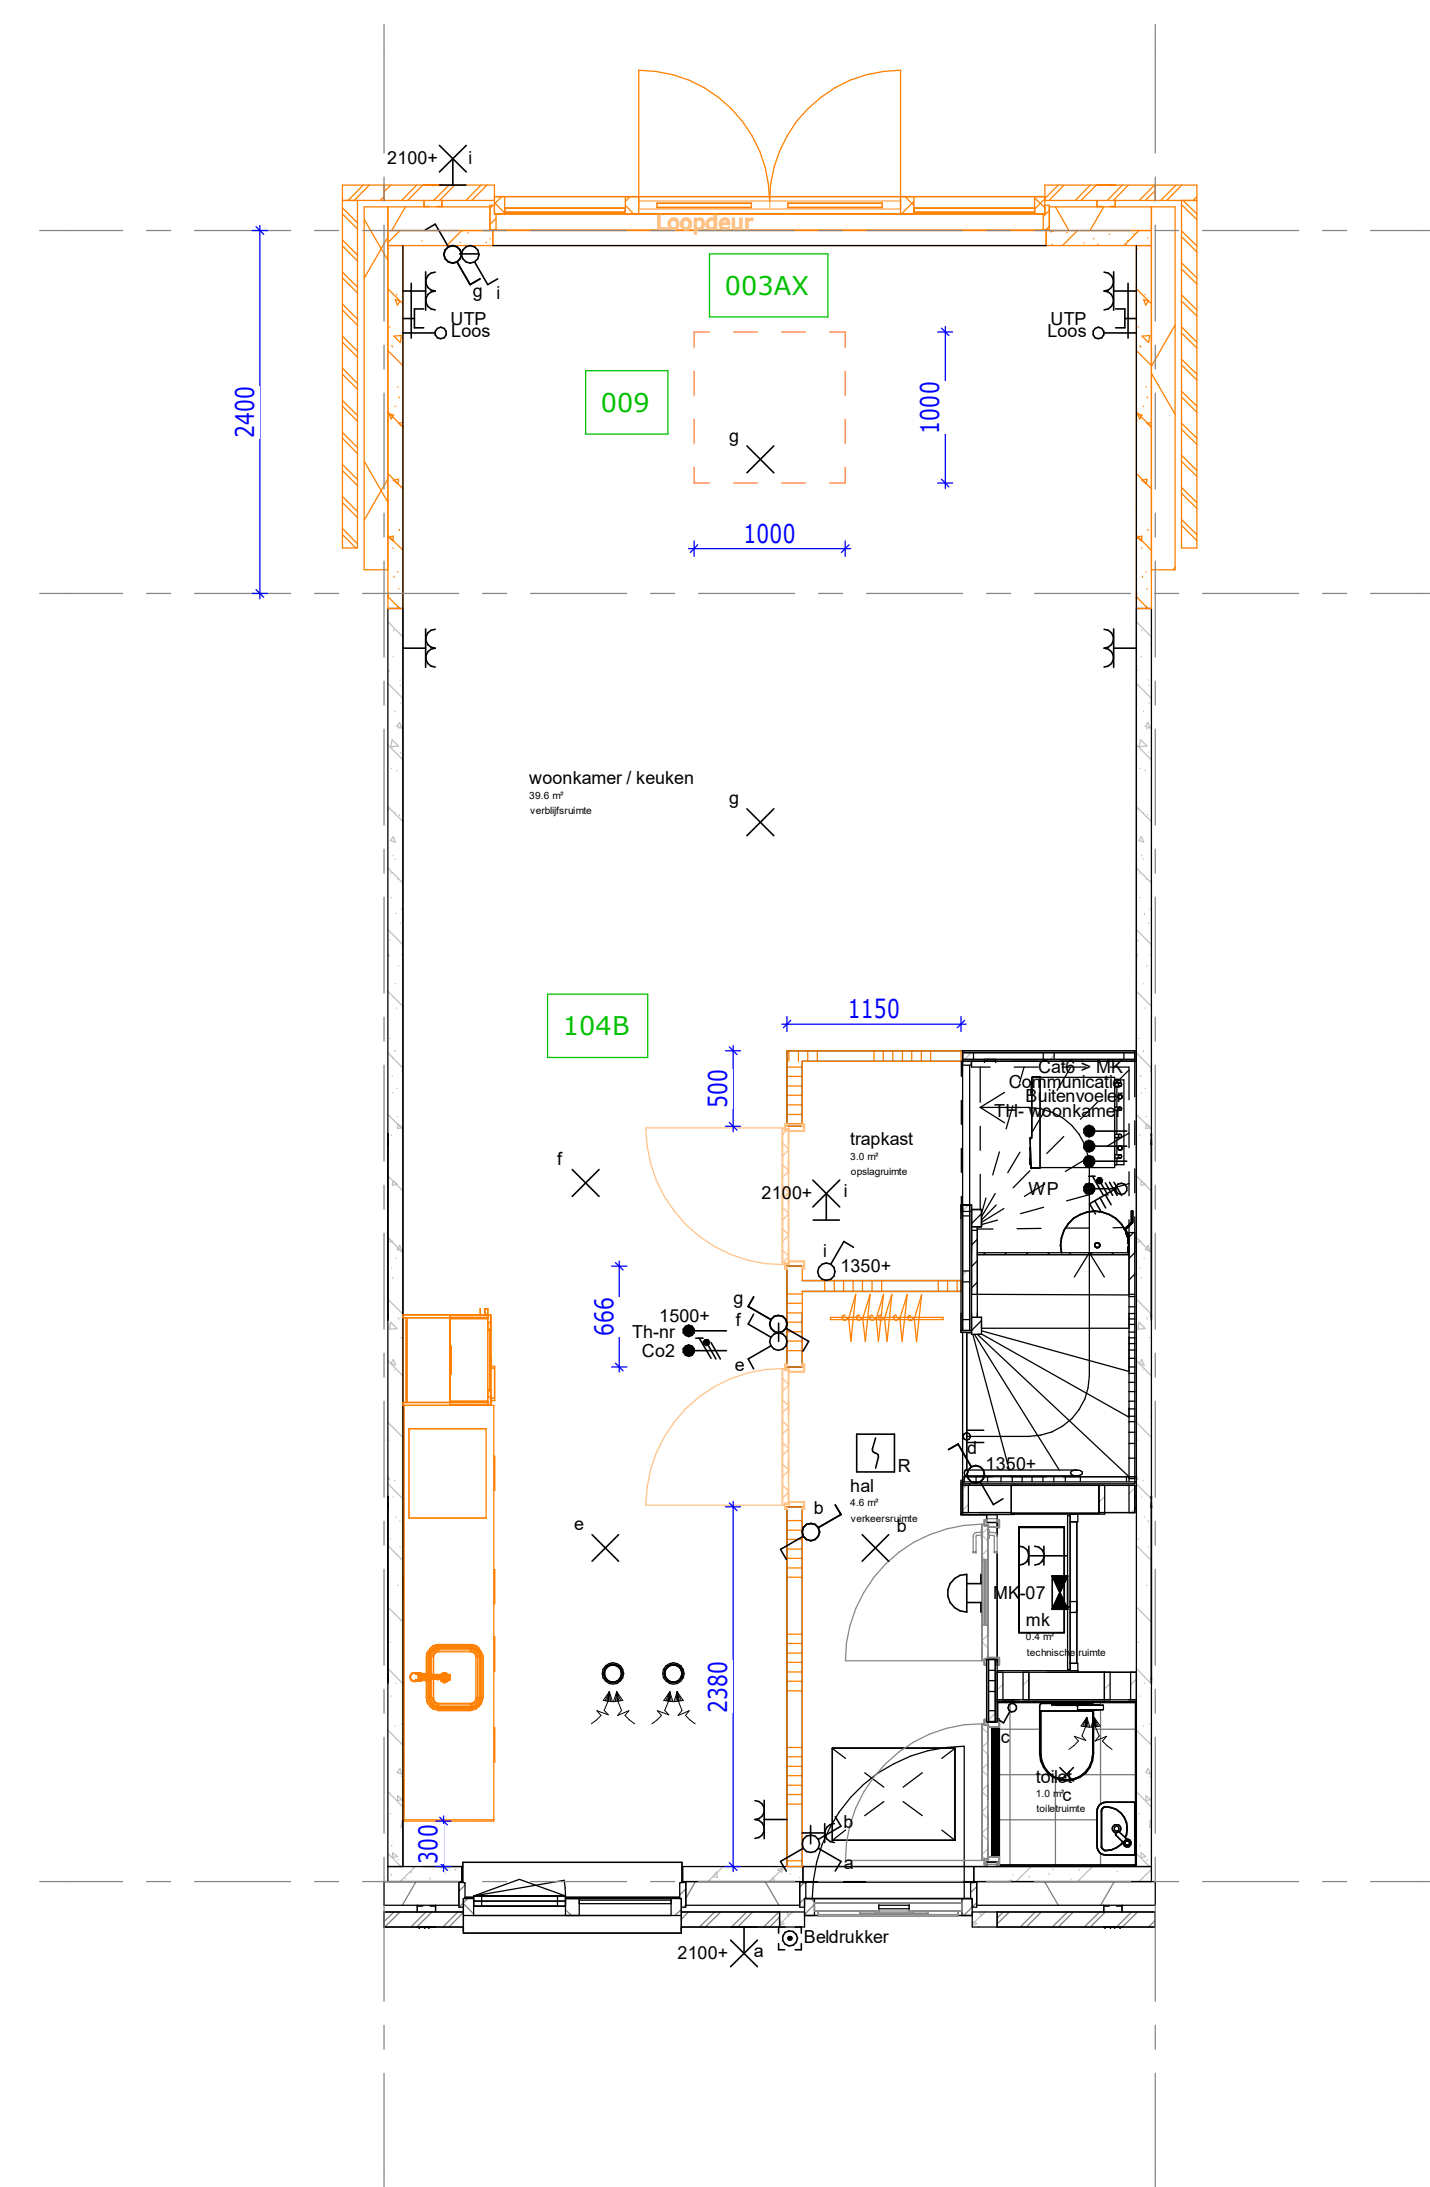 2100+ i
Loopdeur
g i
003AX
UTP
Loos
UTP
Loos
009
2400
1000
g
1000
woonkamer / keuken
39.6 m²
verblijfsruimte
g
104B
1150
500
Cat6 > MK
Communicatie
Buitenvoeler
TH- woonkamer
trapkast
3.0 m²
opslagruimte
f
2100+ i
WP
i
1350+
666
g
1500+
f
Th-nr
Co2
e
d
1350+
R
hal
4.6 m²
verkeersruimte
b
b
e
MK-07
mk
0.4 m²
technische ruimte
2380
c
toilet
1.0 m²
c
toiletruimte
300
b
a
Beldrukker
2100+ a